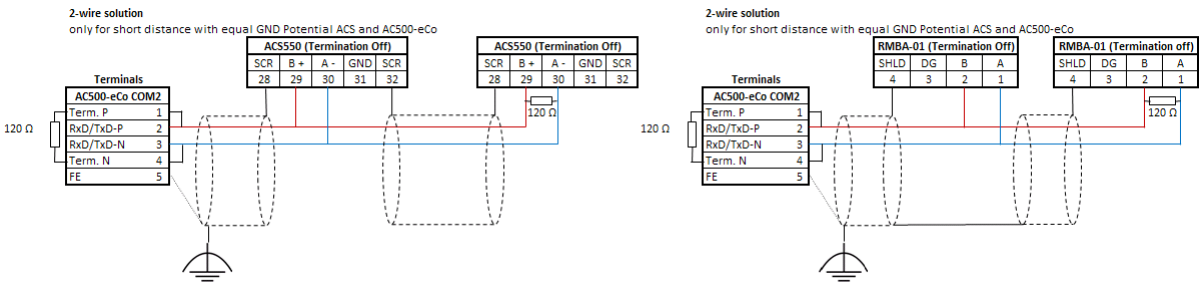 2-wire solution
only for short distance with equal GND Potential ACS and AC500-eCo
ACS550 (Termination Off)
SCR B + A - GND SCR
28 29 30 31 32
ACS550 (Termination Off)
SCR B + A - GND SCR
28 29 30 31 32
120 Ω
Terminals
AC500-eCo COM2
Term. P 1
RxD/TxD-P 2
RxD/TxD-N 3
Term. N 4
FE 5
120 Ω
2-wire solution
only for short distance with equal GND Potential ACS and AC500-eCo
RMBA-01 (Termination Off)
SHLD DG B A
4 3 2 1
RMBA-01 (Termination off)
SHLD DG B A
4 3 2 1
120 Ω
Terminals
AC500-eCo COM2
Term. P 1
RxD/TxD-P 2
RxD/TxD-N 3
Term. N 4
FE 5
120 Ω